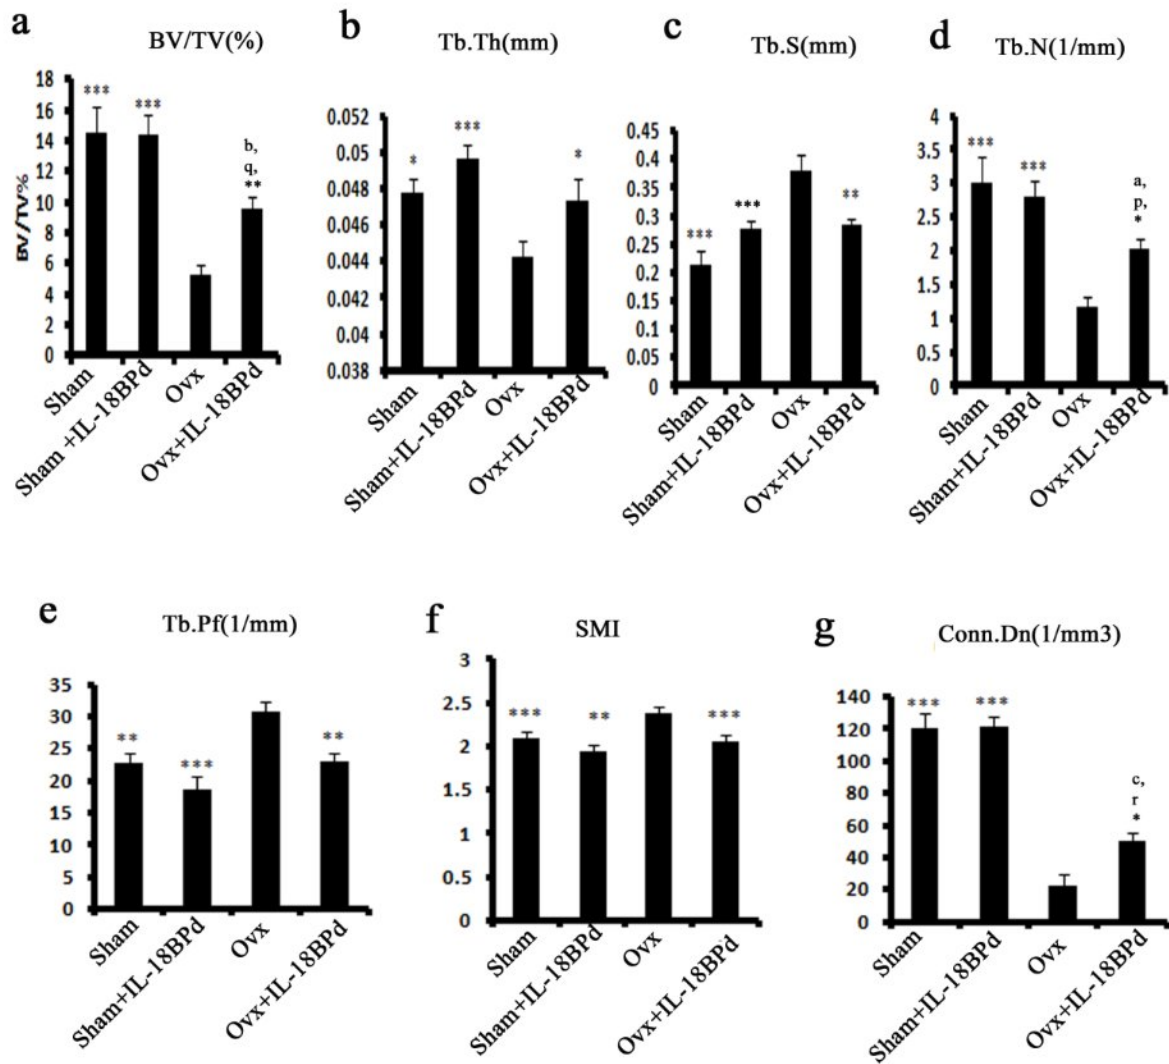 a
BV/TV(%)
18
16
14
12
10
8
6
4
2
0
BV/TV%
***
***
b,
q,
**
Sham
Sham+IL-18BPd
Ovx
Ovx+IL-18BPd
b
Tb.Th(mm)
0.052
0.05
0.048
0.046
0.044
0.042
0.04
0.038
*
***
*
Sham
Sham+IL-18BPd
Ovx
Ovx+IL-18BPd
c
Tb.S(mm)
0.45
0.4
0.35
0.3
0.25
0.2
0.15
0.1
0.05
0
***
***
**
Sham
Sham+IL-18BPd
Ovx
Ovx+IL-18BPd
d
Tb.N(1/mm)
4
3.5
3
2.5
2
1.5
1
0.5
0
***
***
a,
p,
*
Sham
Sham+IL-18BPd
Ovx
Ovx+IL-18BPd
e
Tb.Pf(1/mm)
35
30
25
20
15
10
5
0
**
***
**
Sham
Sham+IL-18BPd
Ovx
Ovx+IL-18BPd
f
SMI
3
2.5
2
1.5
1
0.5
0
***
**
***
Sham
Sham+IL-18BPd
Ovx
Ovx+IL-18BPd
g
Conn.Dn(1/mm3)
140
120
100
80
60
40
20
0
***
***
c,
r
*
Sham
Sham+IL-18BPd
Ovx
Ovx+IL-18BPd